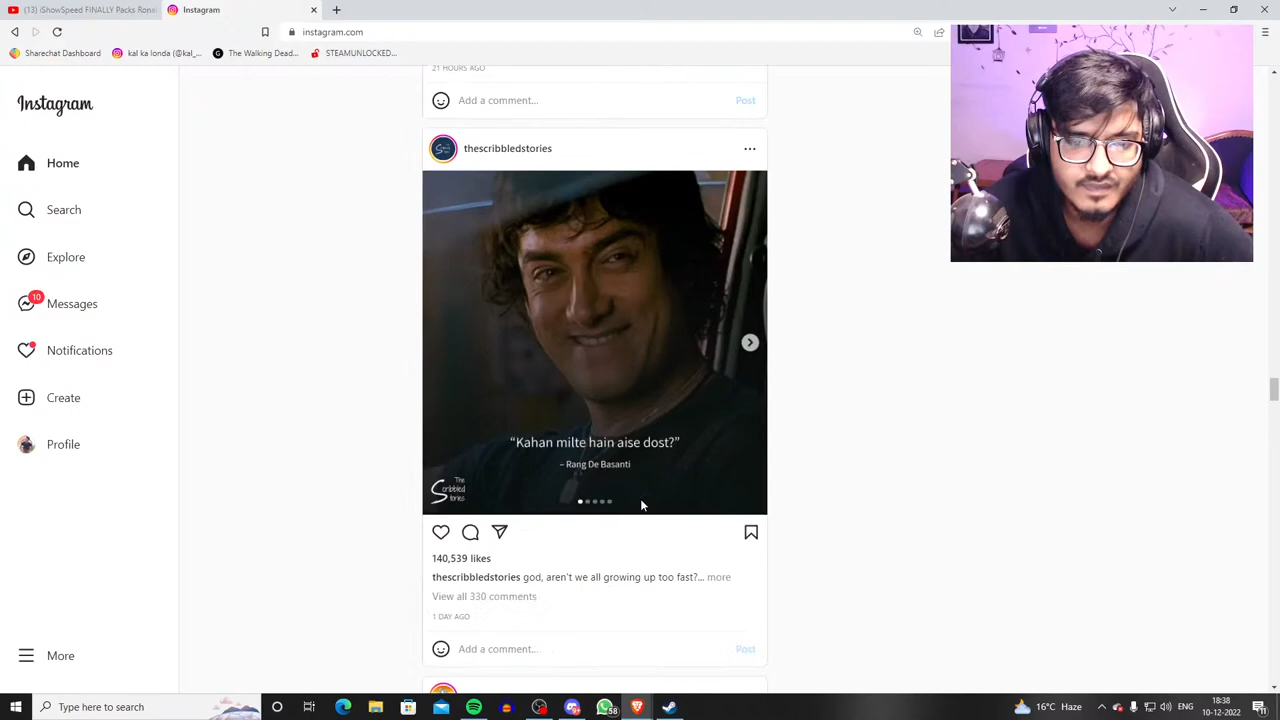 (13) iShowSpeed FINALLY Packs Ronal
Instagram
instagram.com
Sharechat Dashboard
kal ka londa (@kal_...
The Walking Dead...
STEAMUNLOCKED...
Instagram
Home
Search
Explore
10
Messages
Notifications
Create
Profile
More
21 HOURS AGO
Add a comment...
Post
thescribbledstories
“Kahan milte hain aise dost?”
– Rang De Basanti
The
Scribbled
Stories
140,539 likes
thescribbledstories god, aren't we all growing up too fast?... more
View all 330 comments
1 DAY AGO
Add a comment...
Post
Type here to search
58
16°C Haze
18:38
10-12-2022
1